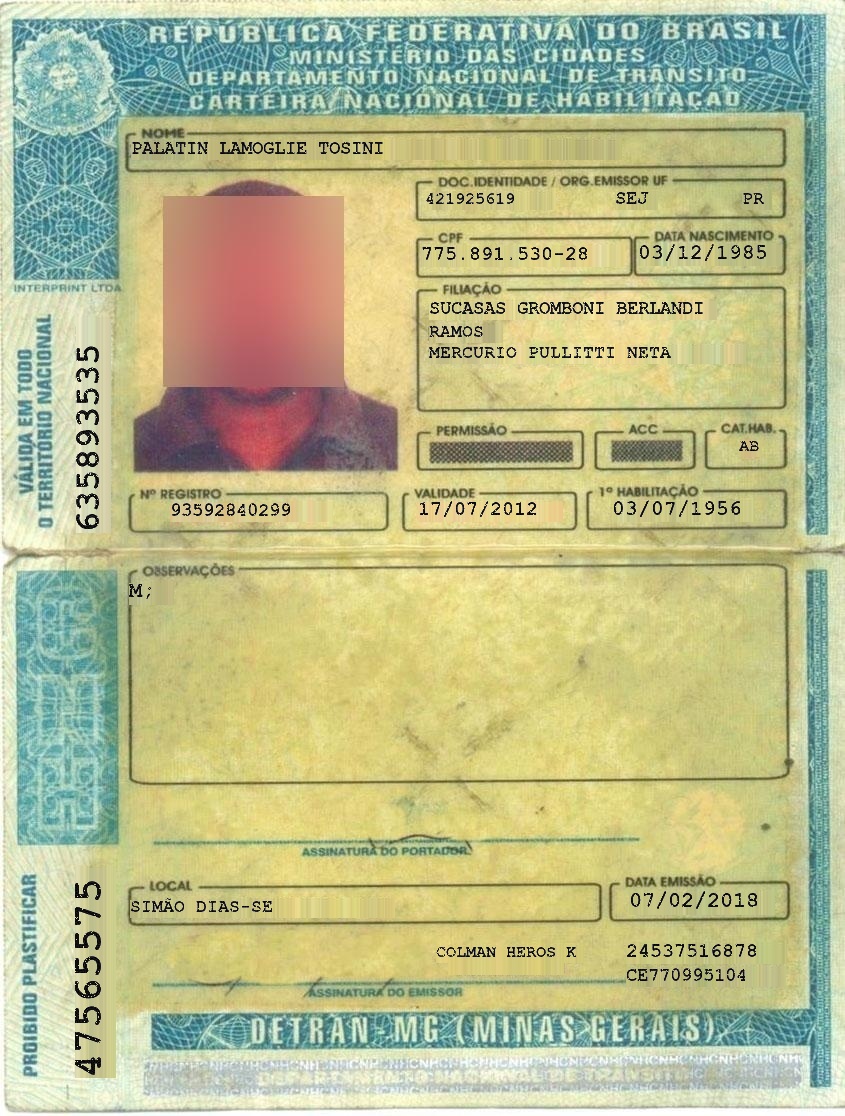 REPÚBLICA FEDERATIVA DO BRASIL
MINISTÉRIO DAS CIDADES
DEPARTAMENTO NACIONAL DE TRÂNSITO
CARTEIRA NACIONAL DE HABILITAÇÃO
NOME
PALATIN LAMOGLIE TOSINI
DOC.IDENTIDADE / ORG.EMISSOR UF
421925619 SEJ PR
CPF DATA NASCIMENTO
775.891.530-28 03/12/1985
FILIAÇÃO
SUCASAS GROMBONI BERLANDI
RAMOS
MERCURIO PULLITTI NETA
PERMISSÃO ACC CAT.HAB.
AB
Nº REGISTRO VALIDADE 1º HABILITAÇÃO
93592840299 17/07/2012 03/07/1956
INTERPRINT LTDA
VÁLIDA EM TODO
O TERRITÓRIO NACIONAL
635893535
OBSERVAÇÕES
M;
ASSINATURA DO PORTADOR
LOCAL DATA EMISSÃO
SIMÃO DIAS-SE 07/02/2018
COLMAN HEROS K 24537516878
CE770995104
ASSINATURA DO EMISSOR
PROIBIDO PLASTIFICAR
47565575
DETRAN-MG (MINAS GERAIS)